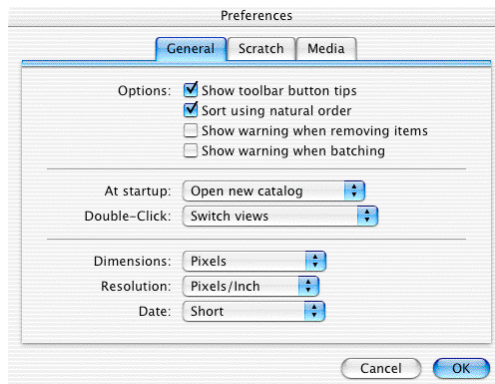 Preferences
General Scratch Media
Options: Show toolbar button tips
Sort using natural order
Show warning when removing items
Show warning when batching
At startup: Open new catalog
Double-Click: Switch views
Dimensions: Pixels
Resolution: Pixels/Inch
Date: Short
Cancel OK